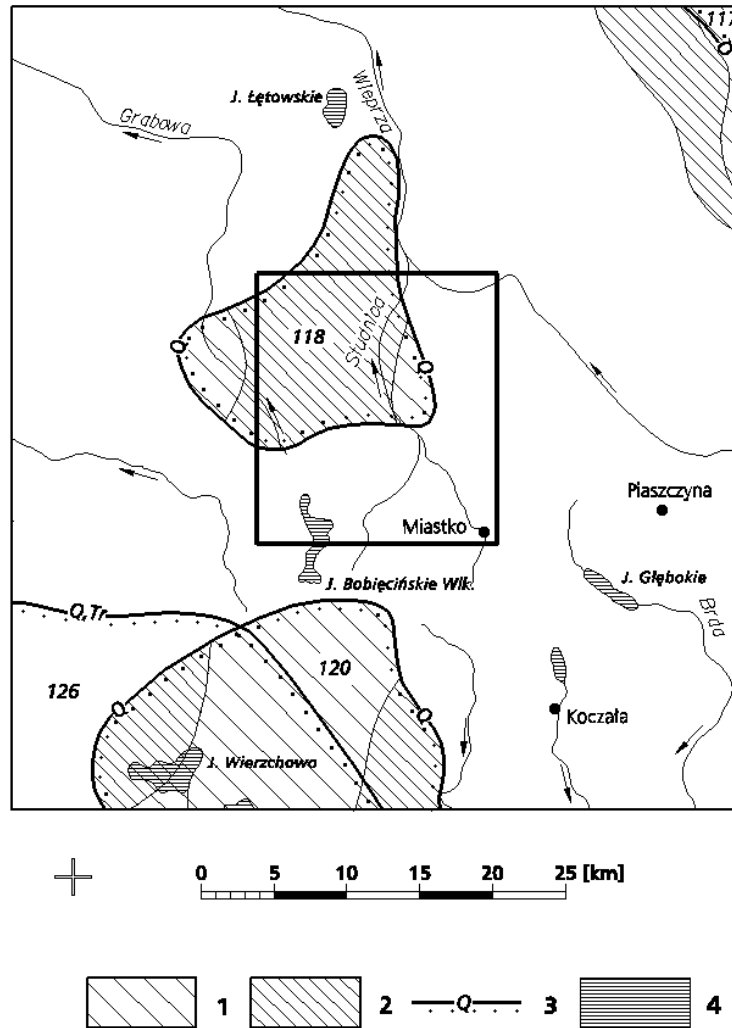 117
Q
J. Łętowskie
Wieprza
Grabowa
118
Studnica
Q
Q
Piaszczyna
Miastko
J. Bobięcińskie Wlk.
J. Głębokie
Q,Tr
Brda
120
126
Q
Q
Koczała
J. Wierzchowo
0 5 10 15 20 25 [km]
1 2 Q 3 4